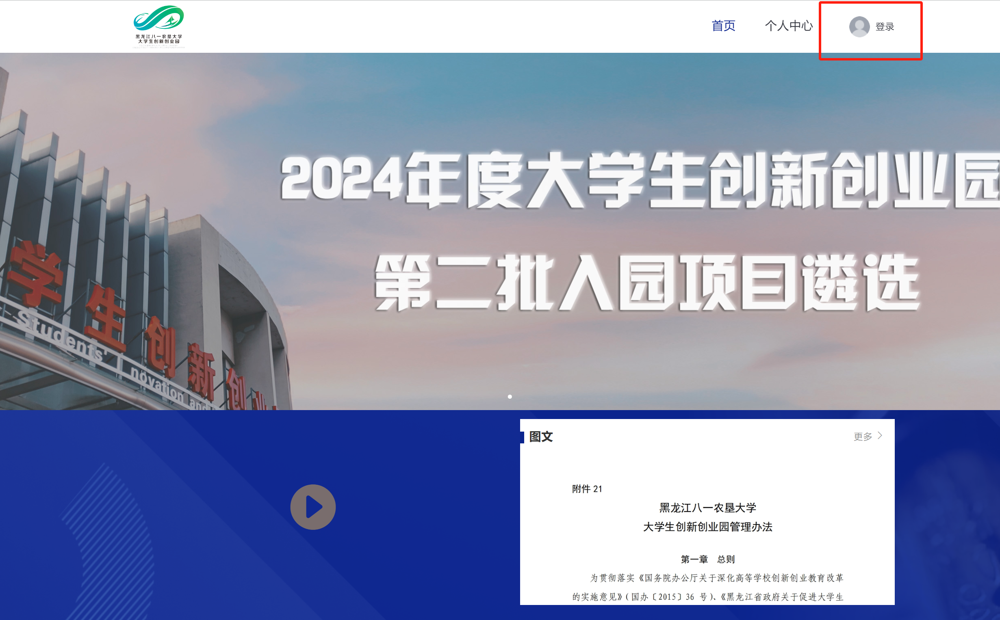 黑龙江八一农垦大学
大学生创新创业园
首页
个人中心
登录
2024年度大学生创新创业园
第二批入园项目遴选
学生创新创业
Students' I novation and
图文
更多
附件 21
黑龙江八一农垦大学
大学生创新创业园管理办法
第一章 总则
为贯彻落实《国务院办公厅关于深化高等学校创新创业教育改革
的实施意见》（国办〔2015〕36 号）、《黑龙江省政府关于促进大学生